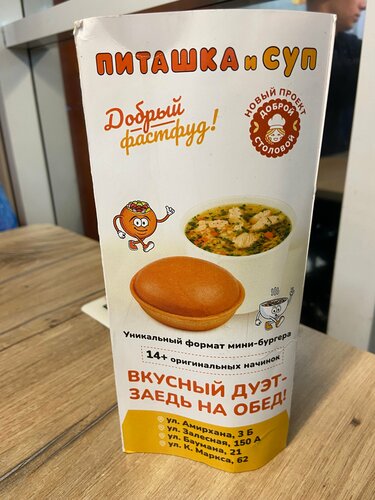 ПИТАШКА и СУП
Добрый
фастфуд!
НОВЫЙ ПРОЕКТ
ДОБРОЙ
СТОЛОВОЙ
Уникальный формат мини-бургера
14+ оригинальных начинок
ВКУСНЫЙ ДУЭТ-
ЗАЕДЬ НА ОБЕД!
ул. Амирхана, 3 Б
ул. Залесная, 150 А
ул. Баумана, 21
ул. К. Маркса, 62